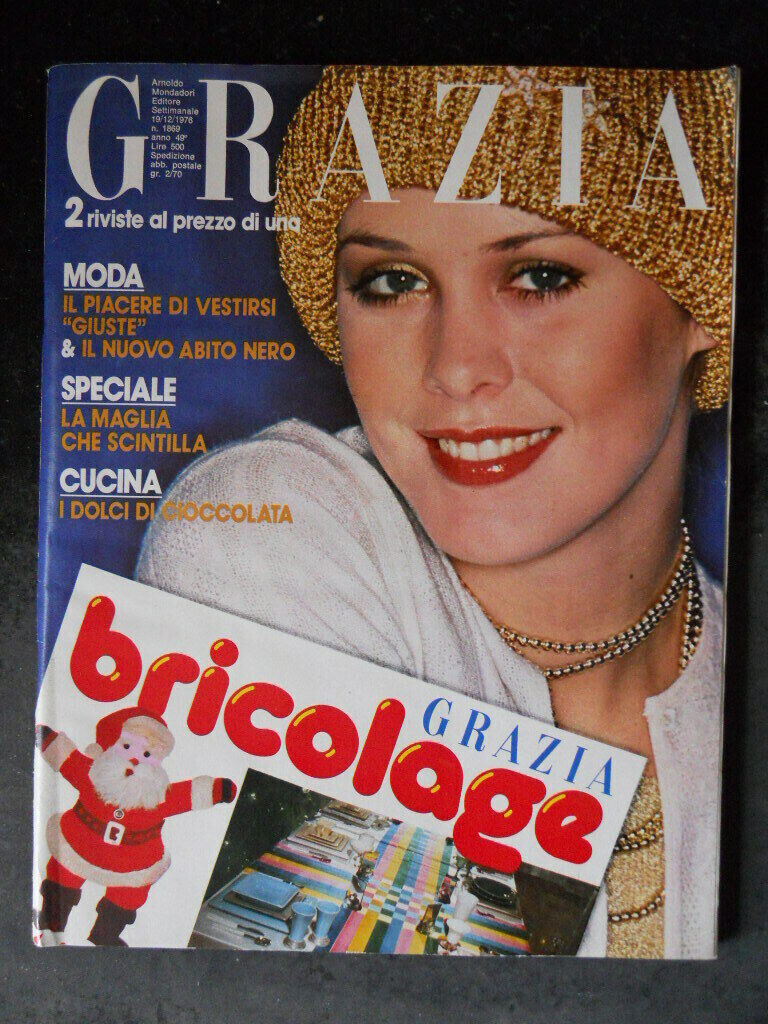 GRAZIA
Arnoldo
Mondadori
Editore
Settimanale
19/12/1976
n. 1869
anno 49°
Lire 500
Spedizione
abb. postale
gr. 2/70
2 riviste al prezzo di una
MODA
IL PIACERE DI VESTIRSI
"GIUSTE"
& IL NUOVO ABITO NERO
SPECIALE
LA MAGLIA
CHE SCINTILLA
CUCINA
I DOLCI DI CIOCCOLATA
GRAZIA
bricolage